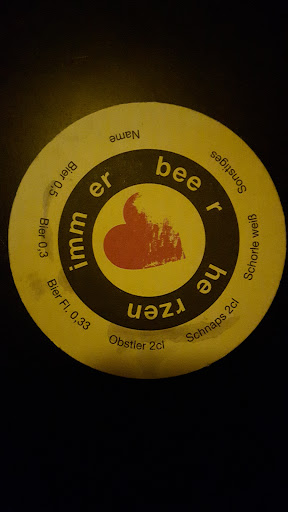 imm er bee r he rzen
Name
Sonstiges
Schorle weiß
Schnaps 2cl
Obstler 2cl
Bier Fl. 0,33
Bier 0,3
Bier 0,5